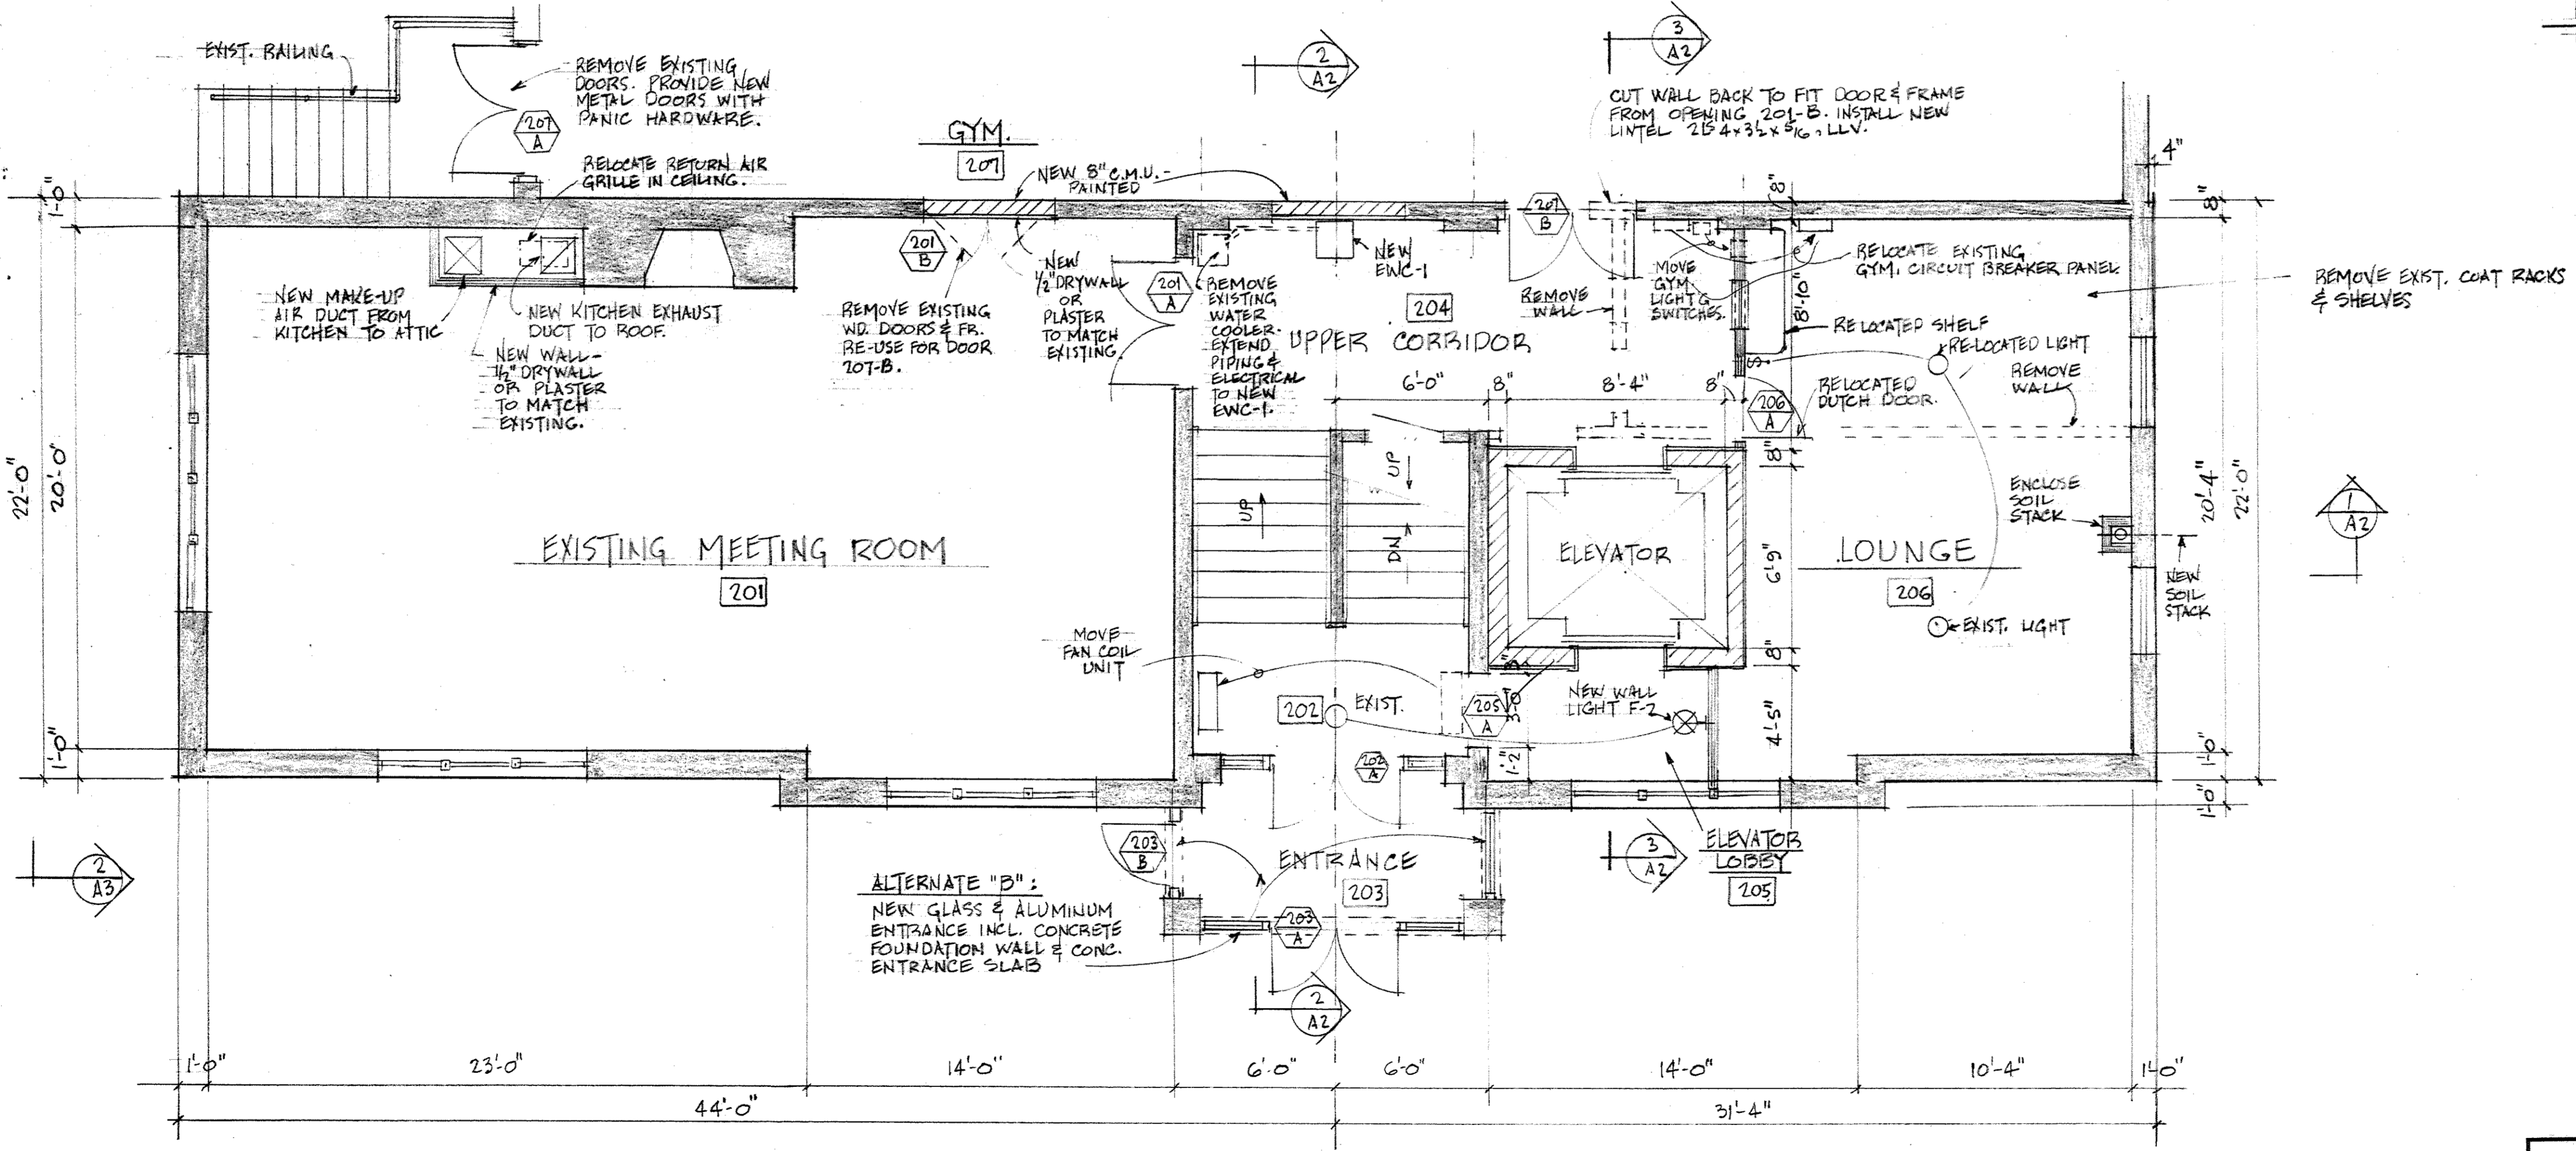 EXIST. RAILING
REMOVE EXISTING
DOORS. PROVIDE NEW
METAL DOORS WITH
PANIC HARDWARE.
207
A
RELOCATE RETURN AIR
GRILLE IN CEILING.
GYM.
207
NEW 8" C.M.U. -
PAINTED
2
A2
3
A2
CUT WALL BACK TO FIT DOOR & FRAME
FROM OPENING 201-B. INSTALL NEW
LINTEL 2LS 4x3½x5/16, LLV.
4"
1'-0"
22'-0"
20'-0"
1'-0"
NEW MAKE-UP
AIR DUCT FROM
KITCHEN TO ATTIC
NEW KITCHEN EXHAUST
DUCT TO ROOF.
NEW WALL-
½" DRYWALL
OR PLASTER
TO MATCH
EXISTING.
201
B
REMOVE EXISTING
WD. DOORS & FR.
RE-USE FOR DOOR
207-B.
NEW
½" DRYWALL
OR
PLASTER
TO MATCH
EXISTING.
201
A
REMOVE
EXISTING
WATER
COOLER.
EXTEND
PIPING &
ELECTRICAL
TO NEW
EWC-1.
NEW
EWC-1
204
UPPER CORRIDOR
207
B
REMOVE
WALL
MOVE
GYM
LIGHTG
SWITCHES.
8"
8'-10"
RELOCATE EXISTING
GYM. CIRCUIT BREAKER PANEL
RELOCATED SHELF
RE-LOCATED LIGHT
REMOVE
WALL
S
RELOCATED
DUTCH DOOR.
206
A
REMOVE EXIST. COAT RACKS
& SHELVES
6'-0"
8"
8'-4"
8"
8"
6'-9"
8"
4'-5"
8"
20'-4"
22'-0"
1'-0"
1'-0"
EXISTING MEETING ROOM
201
UP
UP
DN
ELEVATOR
LOUNGE
206
ENCLOSE
SOIL
STACK
NEW
SOIL
STACK
1
A2
EXIST. LIGHT
MOVE
FAN COIL
UNIT
202
EXIST.
205
A
3'-0"
1'-2"
NEW WALL
LIGHT F-2
202
A
203
B
ENTRANCE
203
203
A
ELEVATOR
LOBBY
205
3
A2
2
A3
ALTERNATE "B":
NEW GLASS & ALUMINUM
ENTRANCE INCL. CONCRETE
FOUNDATION WALL & CONC.
ENTRANCE SLAB
2
A2
1'-0"
23'-0"
14'-0"
6'-0"
6'-0"
14'-0"
10'-4"
1'-0"
44'-0"
31'-4"